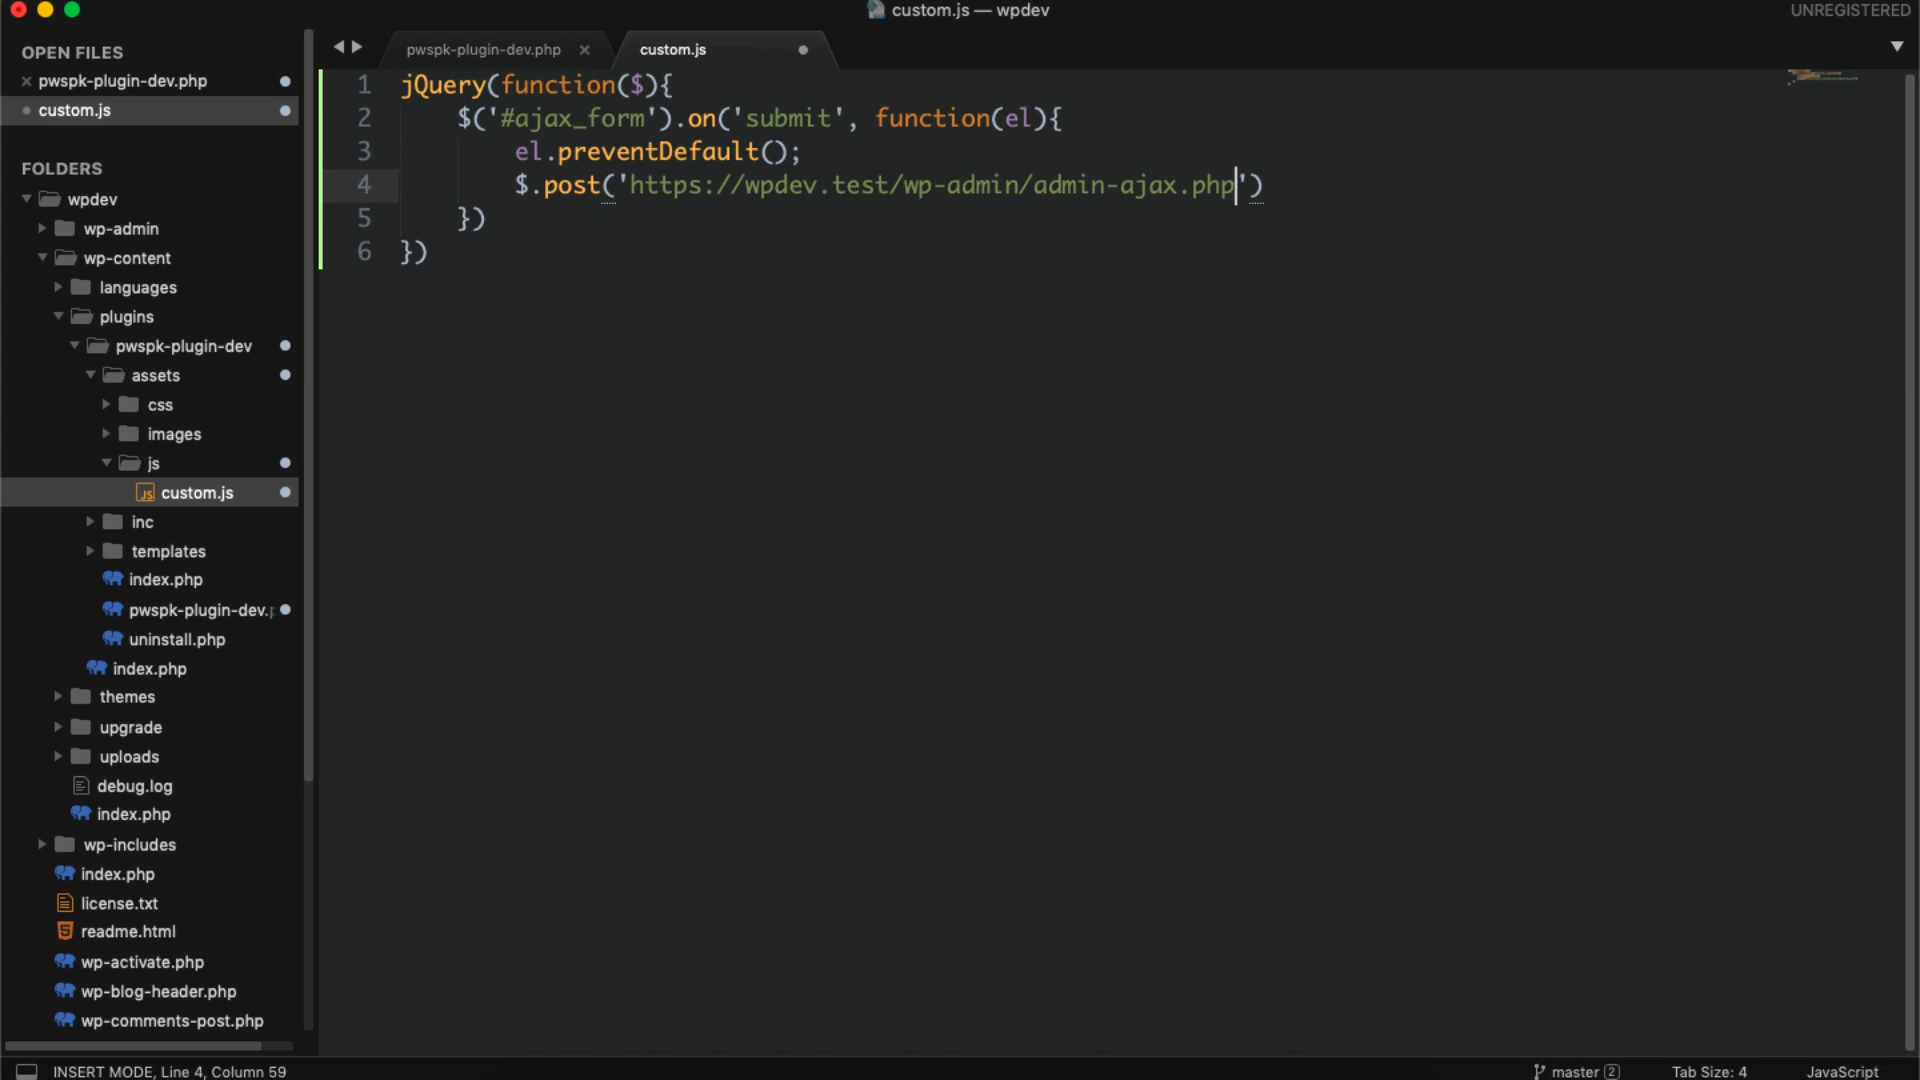 custom.js — wpdev
UNREGISTERED
OPEN FILES
pwspk-plugin-dev.php
custom.js
FOLDERS
wpdev
wp-admin
wp-content
languages
plugins
pwspk-plugin-dev
assets
css
images
js
JS custom.js
inc
templates
index.php
pwspk-plugin-dev.p
uninstall.php
index.php
themes
upgrade
uploads
debug.log
index.php
wp-includes
index.php
license.txt
readme.html
wp-activate.php
wp-blog-header.php
wp-comments-post.php
pwspk-plugin-dev.php
custom.js
1 jQuery(function($){
2 $('#ajax_form').on('submit', function(el){
3 el.preventDefault();
4 $.post('https://wpdev.test/wp-admin/admin-ajax.php')
5 })
6 })
INSERT MODE, Line 4, Column 59
master 2
Tab Size: 4
JavaScript